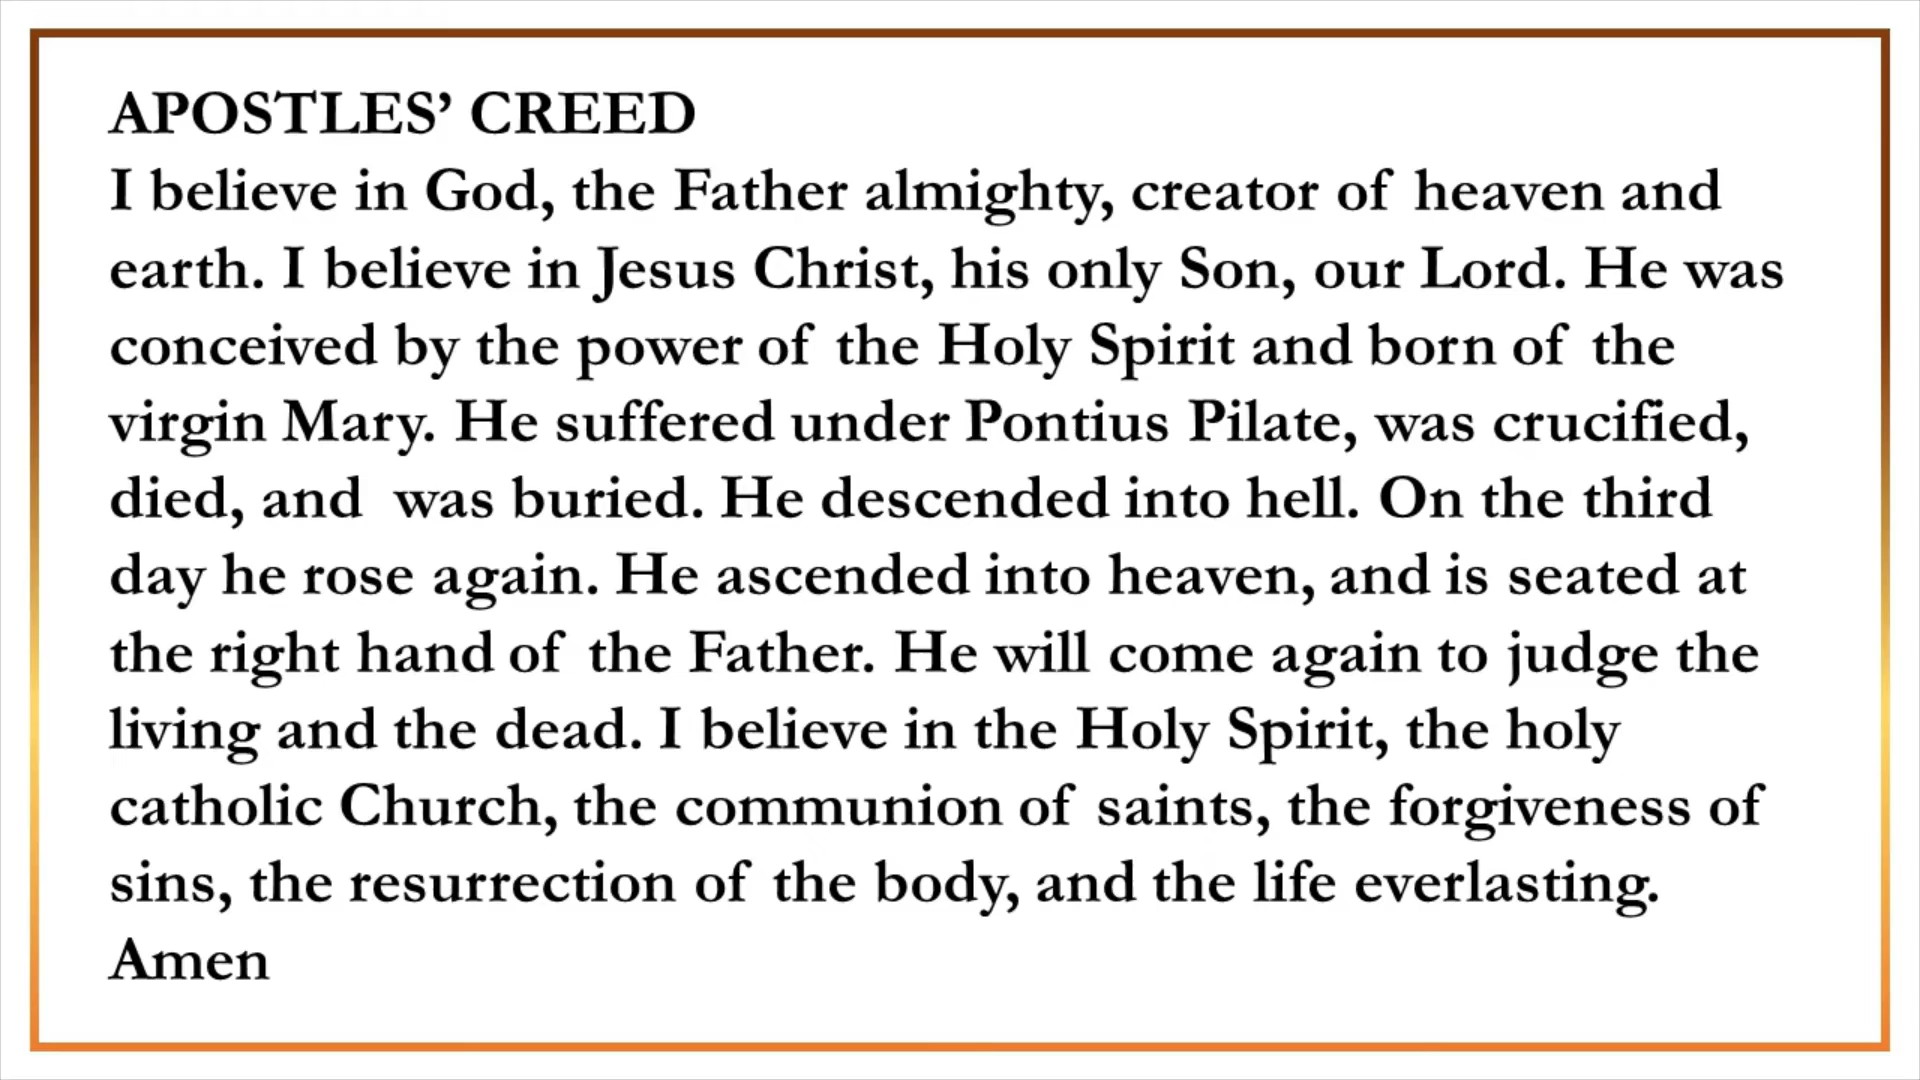 APOSTLES’ CREED
I believe in God, the Father almighty, creator of heaven and
earth. I believe in Jesus Christ, his only Son, our Lord. He was
conceived by the power of the Holy Spirit and born of the
virgin Mary. He suffered under Pontius Pilate, was crucified,
died, and  was buried. He descended into hell. On the third
day he rose again. He ascended into heaven, and is seated at
the right hand of the Father. He will come again to judge the
living and the dead. I believe in the Holy Spirit, the holy
catholic Church, the communion of saints, the forgiveness of
sins, the resurrection of the body, and the life everlasting.
Amen